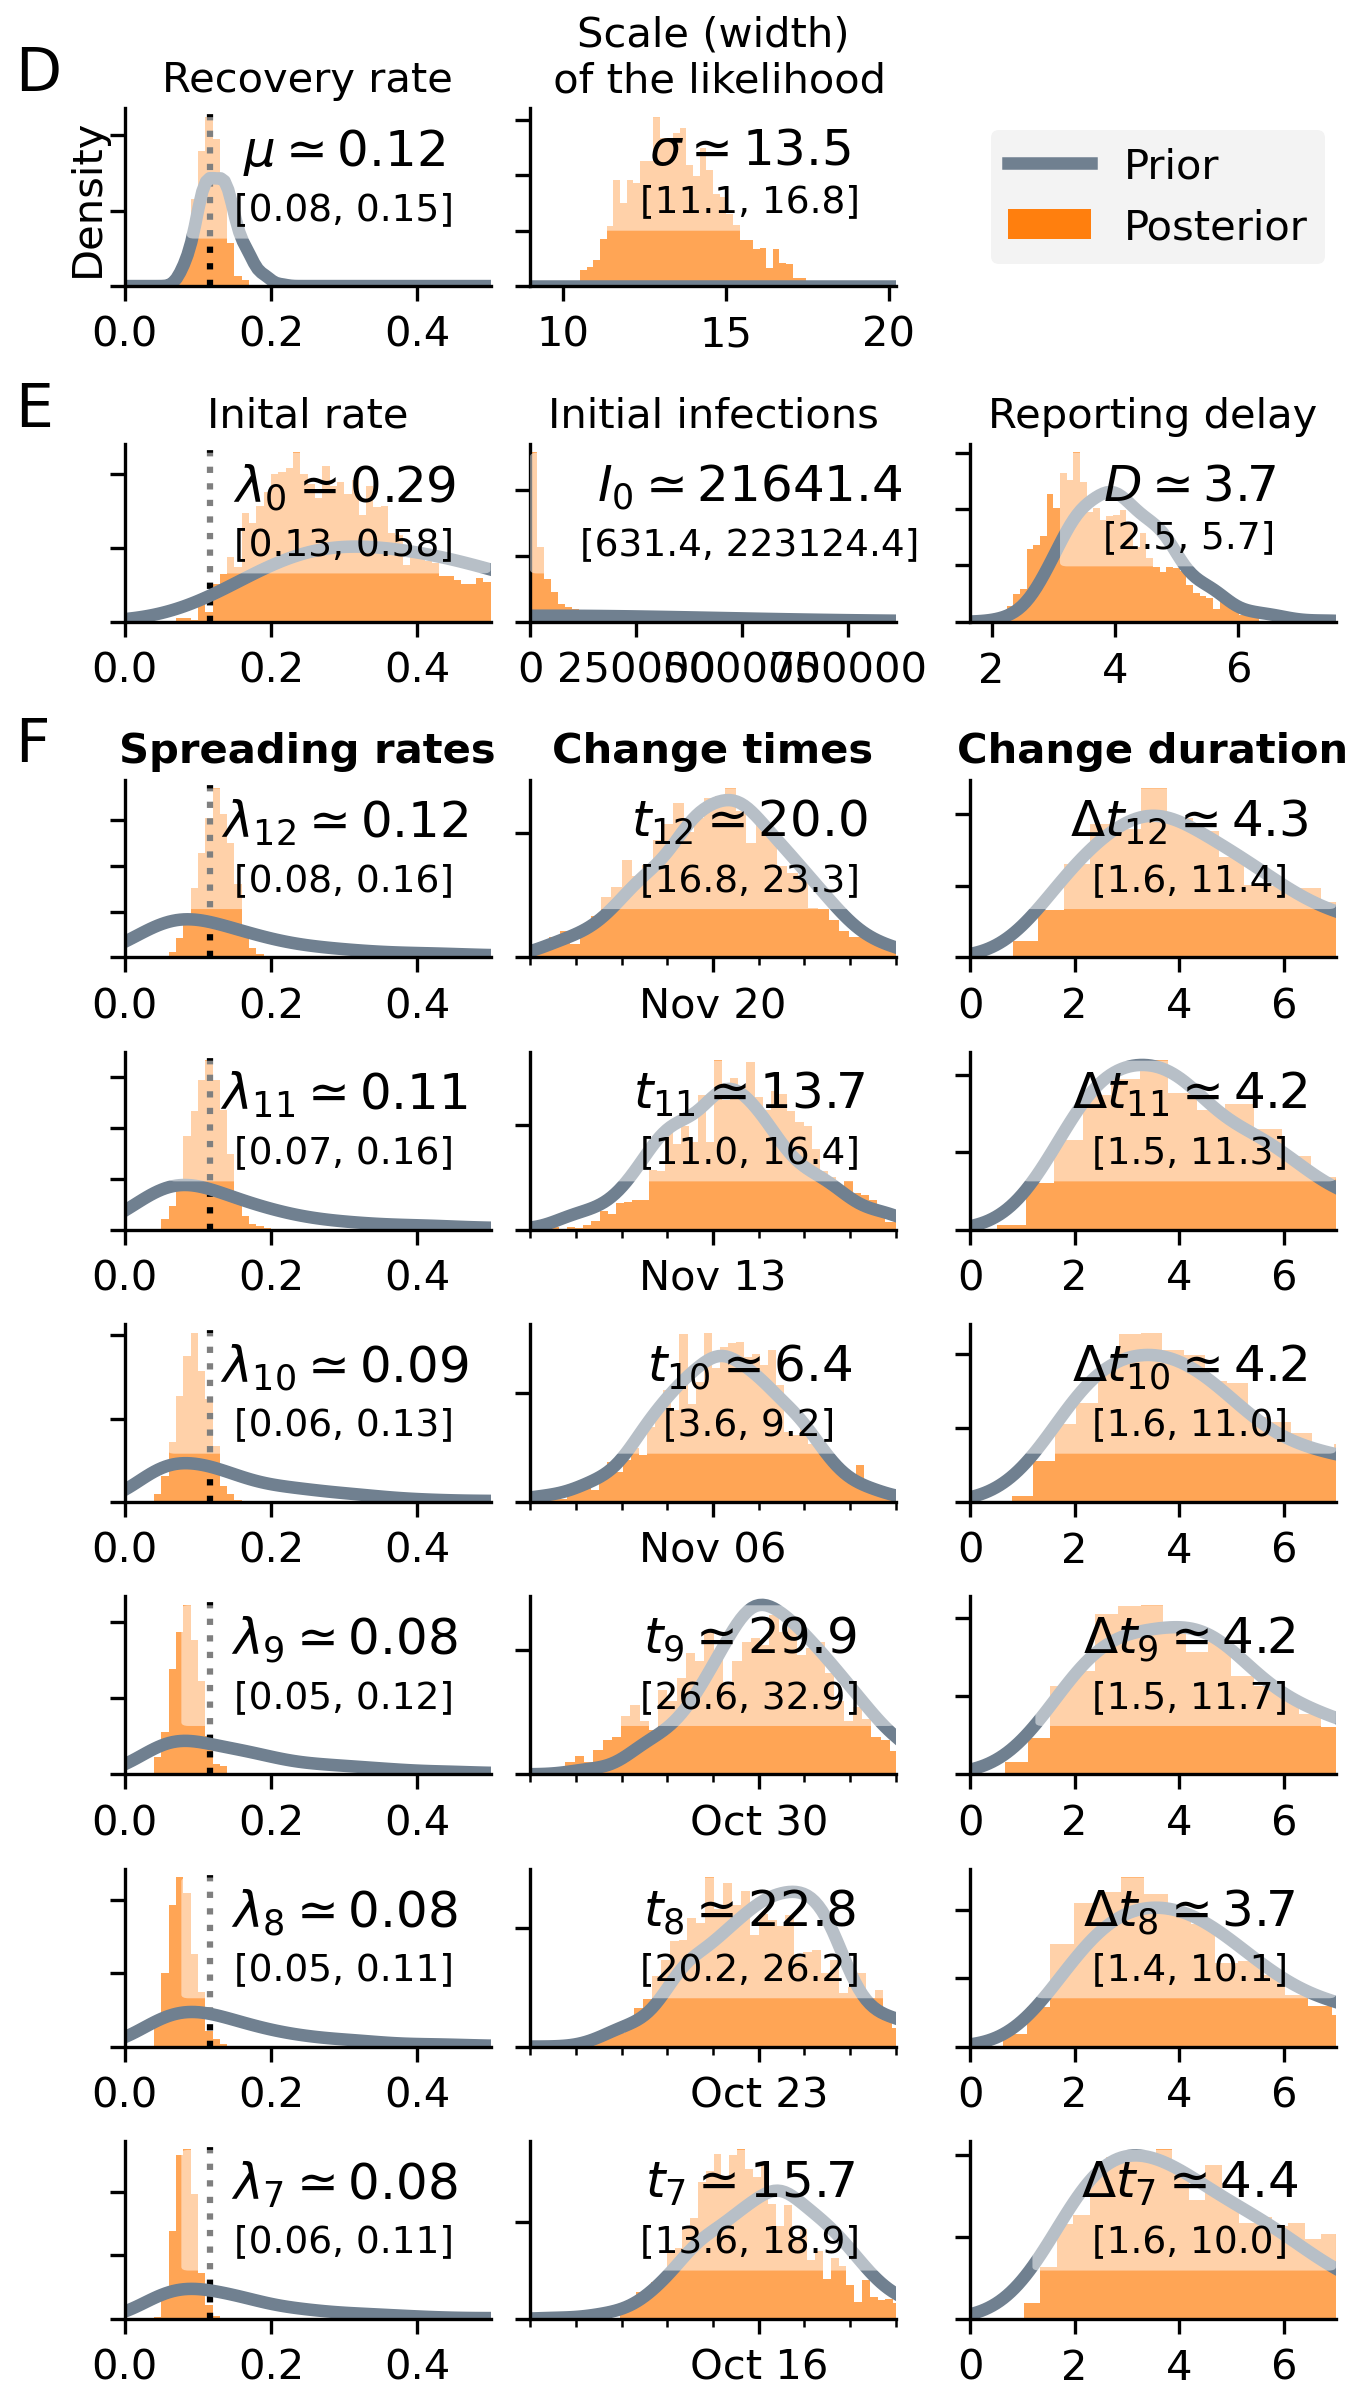 D
Recovery rate
Scale (width)
of the likelihood
Density
μ ≃ 0.12
[0.08, 0.15]
0.0 0.2 0.4
σ ≃ 13.5
[11.1, 16.8]
10 15 20
Prior
Posterior
E
Inital rate
λ0 ≃ 0.29
[0.13, 0.58]
0.0 0.2 0.4
Initial infections
I0 ≃ 21641.4
[631.4, 223124.4]
0 250000 500000 750000
Reporting delay
D ≃ 3.7
[2.5, 5.7]
2 4 6
F
Spreading rates
Change times
Change duration
λ12 ≃ 0.12
[0.08, 0.16]
0.0 0.2 0.4
t12 ≃ 20.0
[16.8, 23.3]
Nov 20
Δt12 ≃ 4.3
[1.6, 11.4]
0 2 4 6
λ11 ≃ 0.11
[0.07, 0.16]
0.0 0.2 0.4
t11 ≃ 13.7
[11.0, 16.4]
Nov 13
Δt11 ≃ 4.2
[1.5, 11.3]
0 2 4 6
λ10 ≃ 0.09
[0.06, 0.13]
0.0 0.2 0.4
t10 ≃ 6.4
[3.6, 9.2]
Nov 06
Δt10 ≃ 4.2
[1.6, 11.0]
0 2 4 6
λ9 ≃ 0.08
[0.05, 0.12]
0.0 0.2 0.4
t9 ≃ 29.9
[26.6, 32.9]
Oct 30
Δt9 ≃ 4.2
[1.5, 11.7]
0 2 4 6
λ8 ≃ 0.08
[0.05, 0.11]
0.0 0.2 0.4
t8 ≃ 22.8
[20.2, 26.2]
Oct 23
Δt8 ≃ 3.7
[1.4, 10.1]
0 2 4 6
λ7 ≃ 0.08
[0.06, 0.11]
0.0 0.2 0.4
t7 ≃ 15.7
[13.6, 18.9]
Oct 16
Δt7 ≃ 4.4
[1.6, 10.0]
0 2 4 6